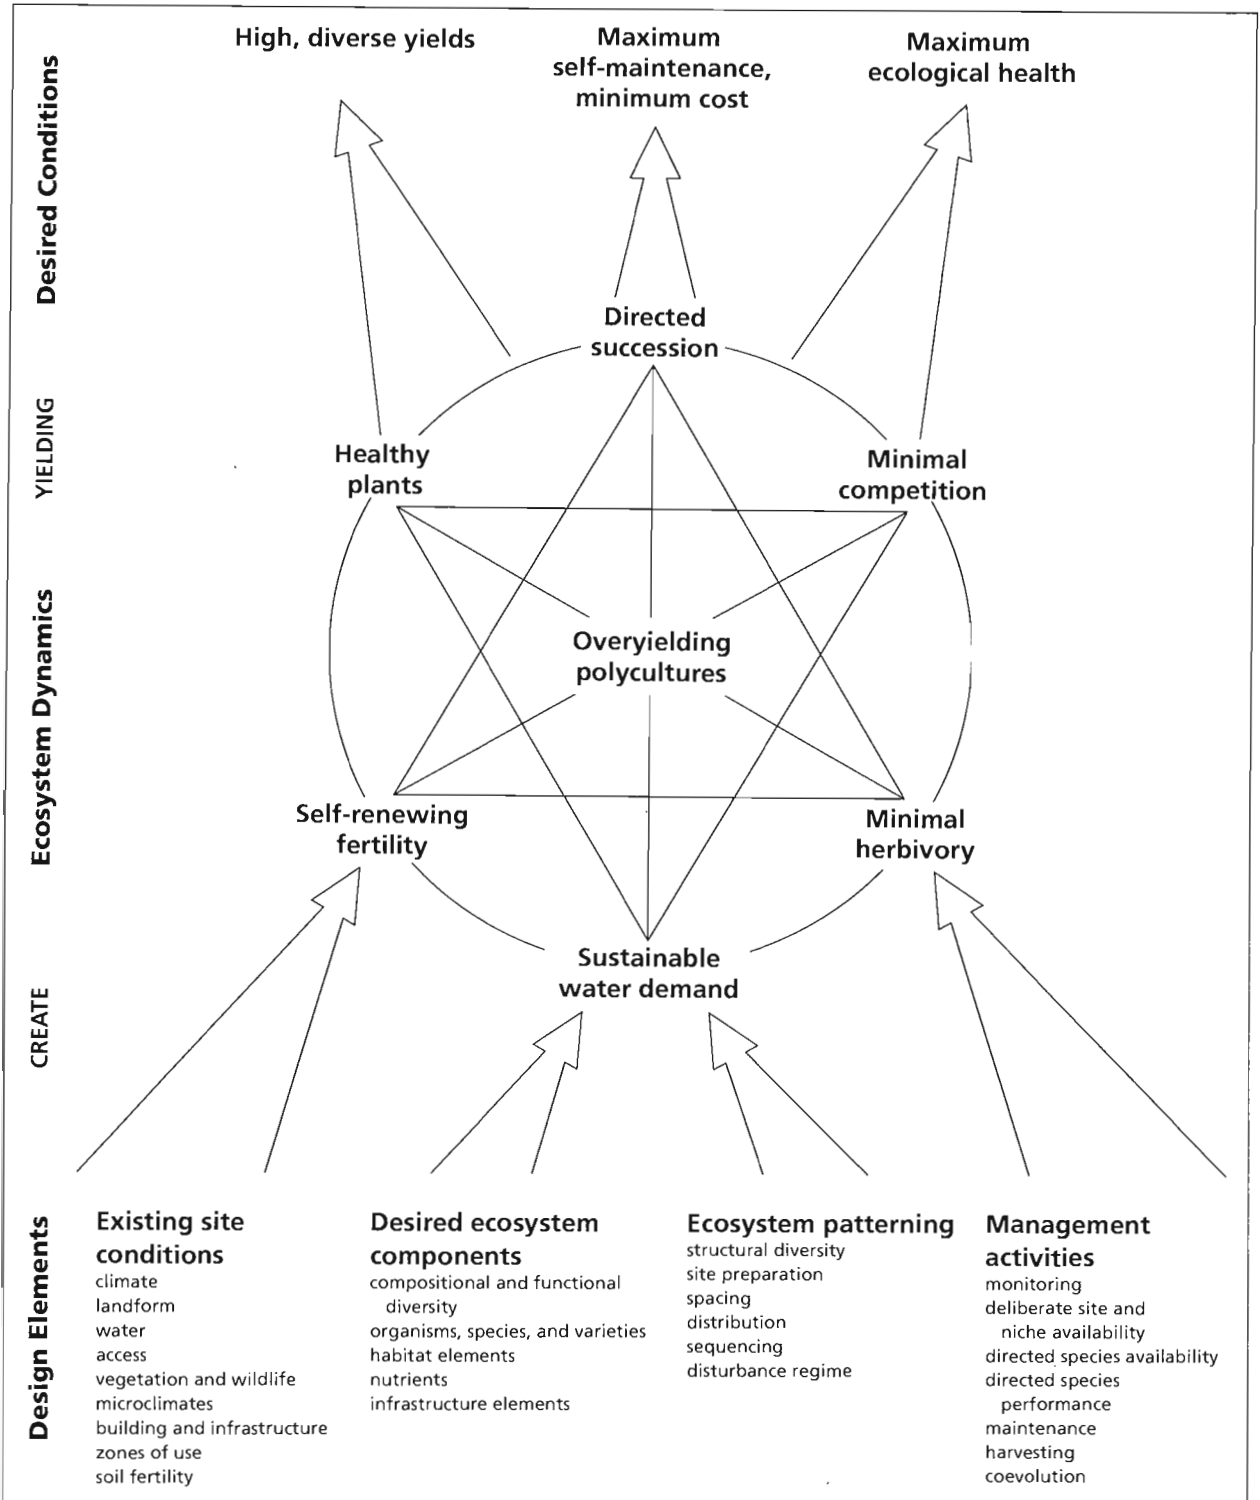 Desired Conditions
High, diverse yields
Maximum
self-maintenance,
minimum cost
Maximum
ecological health
YIELDING
Directed
succession
Healthy
plants
Minimal
competition
Ecosystem Dynamics
Overyielding
polycultures
Self-renewing
fertility
Minimal
herbivory
Sustainable
water demand
CREATE
Design Elements
Existing site
conditions
climate
landform
water
access
vegetation and wildlife
microclimates
building and infrastructure
zones of use
soil fertility
Desired ecosystem
components
compositional and functional
diversity
organisms, species, and varieties
habitat elements
nutrients
infrastructure elements
Ecosystem patterning
structural diversity
site preparation
spacing
distribution
sequencing
disturbance regime
Management
activities
monitoring
deliberate site and
niche availability
directed species availability
directed species
performance
maintenance
harvesting
coevolution